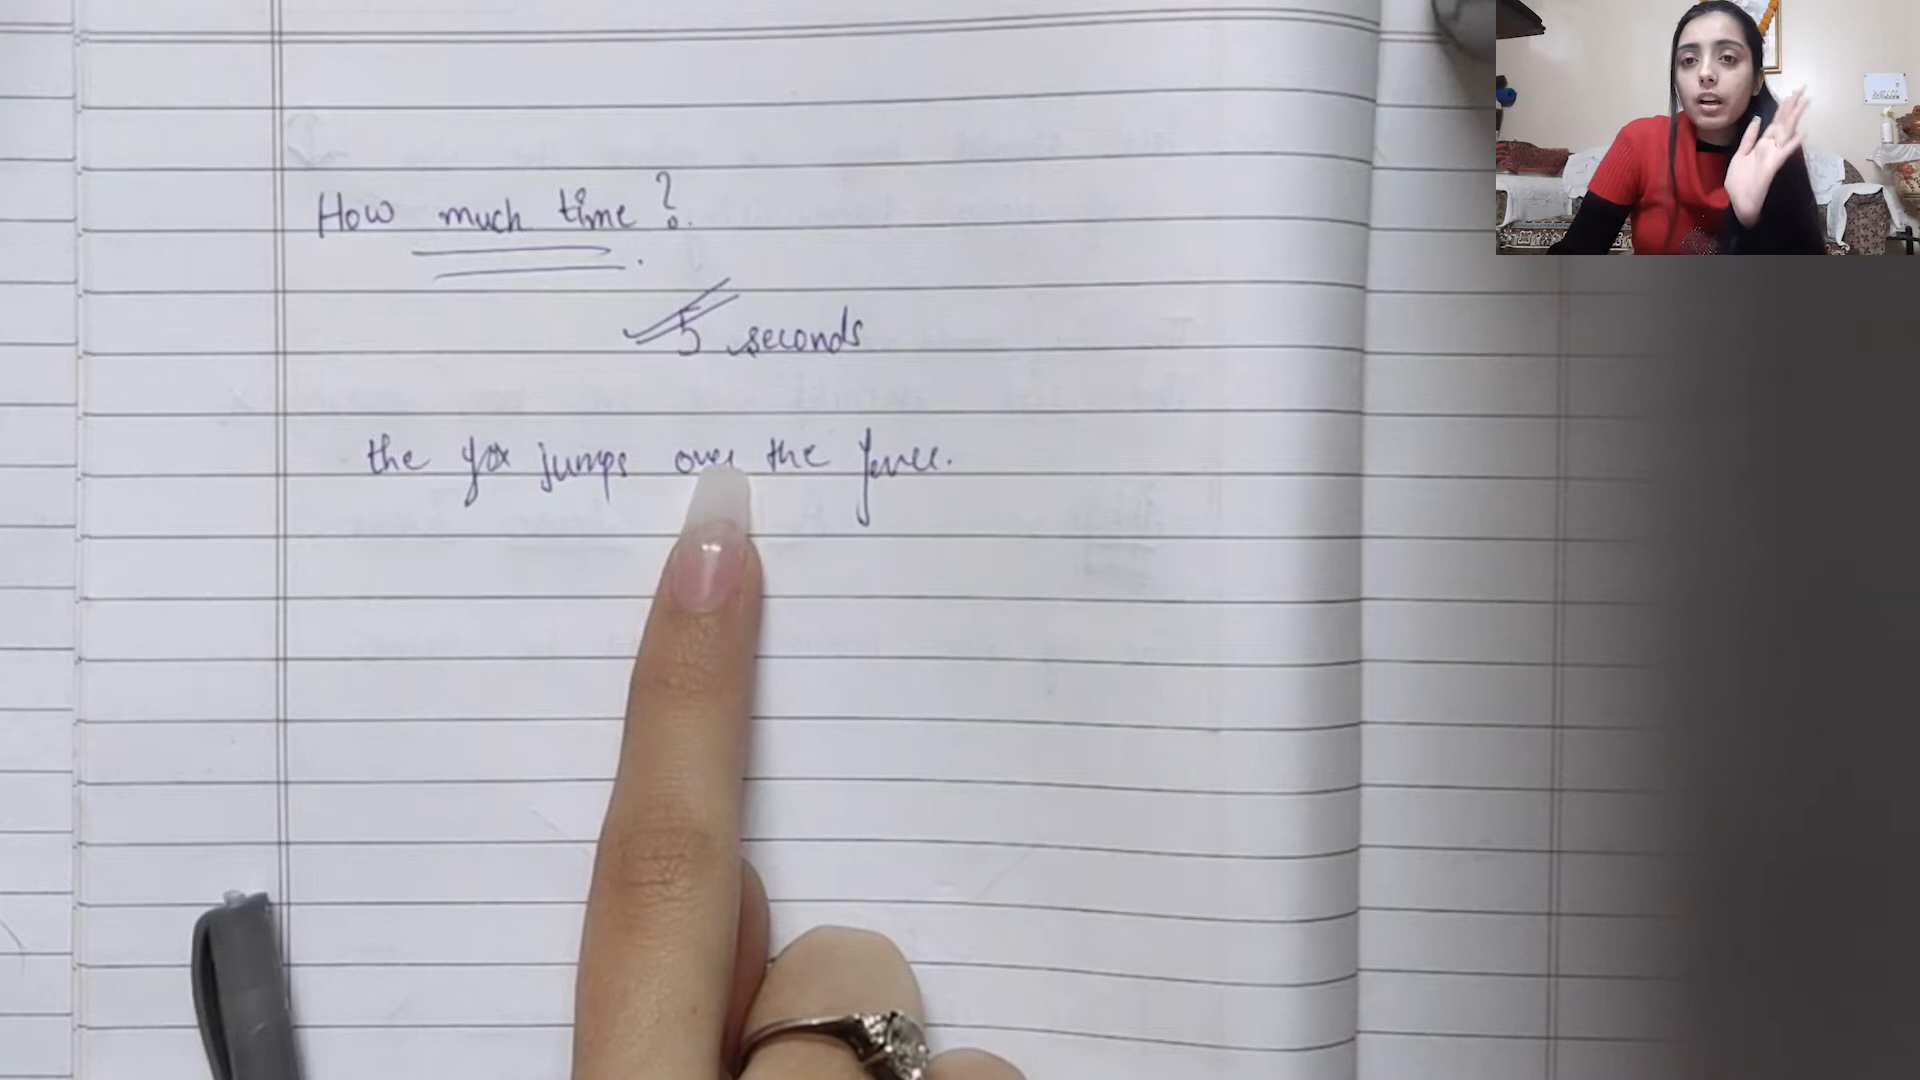 How much time?
5 seconds
the fox jumps over the fence.